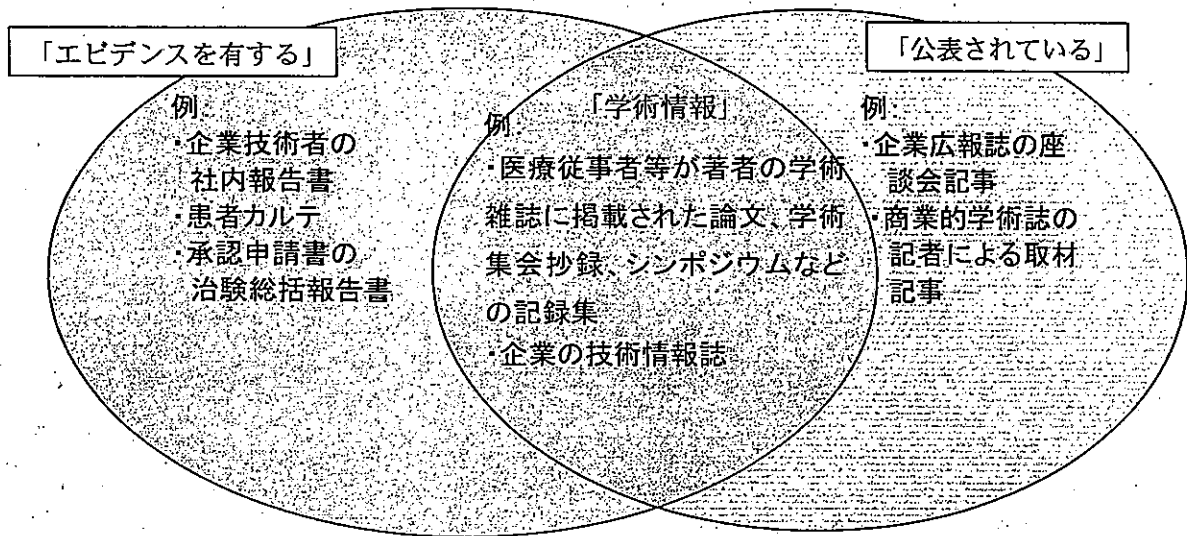 「エビデンスを有する」
例.
・企業技術者の
社内報告書
・患者カルテ
・承認申請書の
治験総括報告書
「学術情報」
例.
・医療従事者等が著者の学術
雑誌に掲載された論文、学術
集会抄録、シンポジウムなど
の記録集
・企業の技術情報誌
「公表されている」
例.
・企業広報誌の座
談会記事
・商業的学術誌の
記者による取材
記事